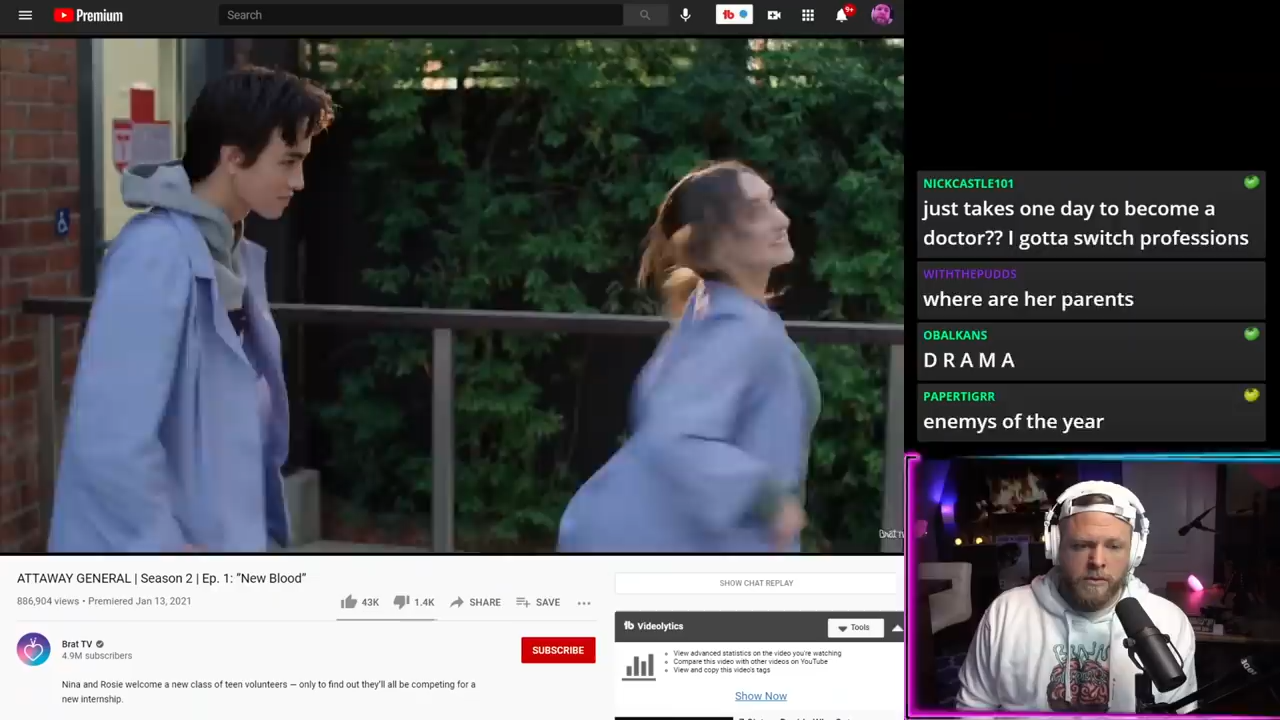 Premium
Search
9+
NICKCASTLE101
just takes one day to become a
doctor?? I gotta switch professions
WITHTHEPUDDS
where are her parents
OBALKANS
D R A M A
PAPERTIGRR
enemys of the year
ATTAWAY GENERAL | Season 2 | Ep. 1: “New Blood”
886,904 views • Premiered Jan 13, 2021
43K
1.4K
SHARE
SAVE
Brat TV
4.9M subscribers
SUBSCRIBE
Nina and Rosie welcome a new class of teen volunteers — only to find out they'll all be competing for a
new internship.
SHOW CHAT REPLAY
tb Videolytics
Tools
View advanced statistics on the video you're watching
Compare this video with other videos on YouTube
View and copy this video's tags
Show Now